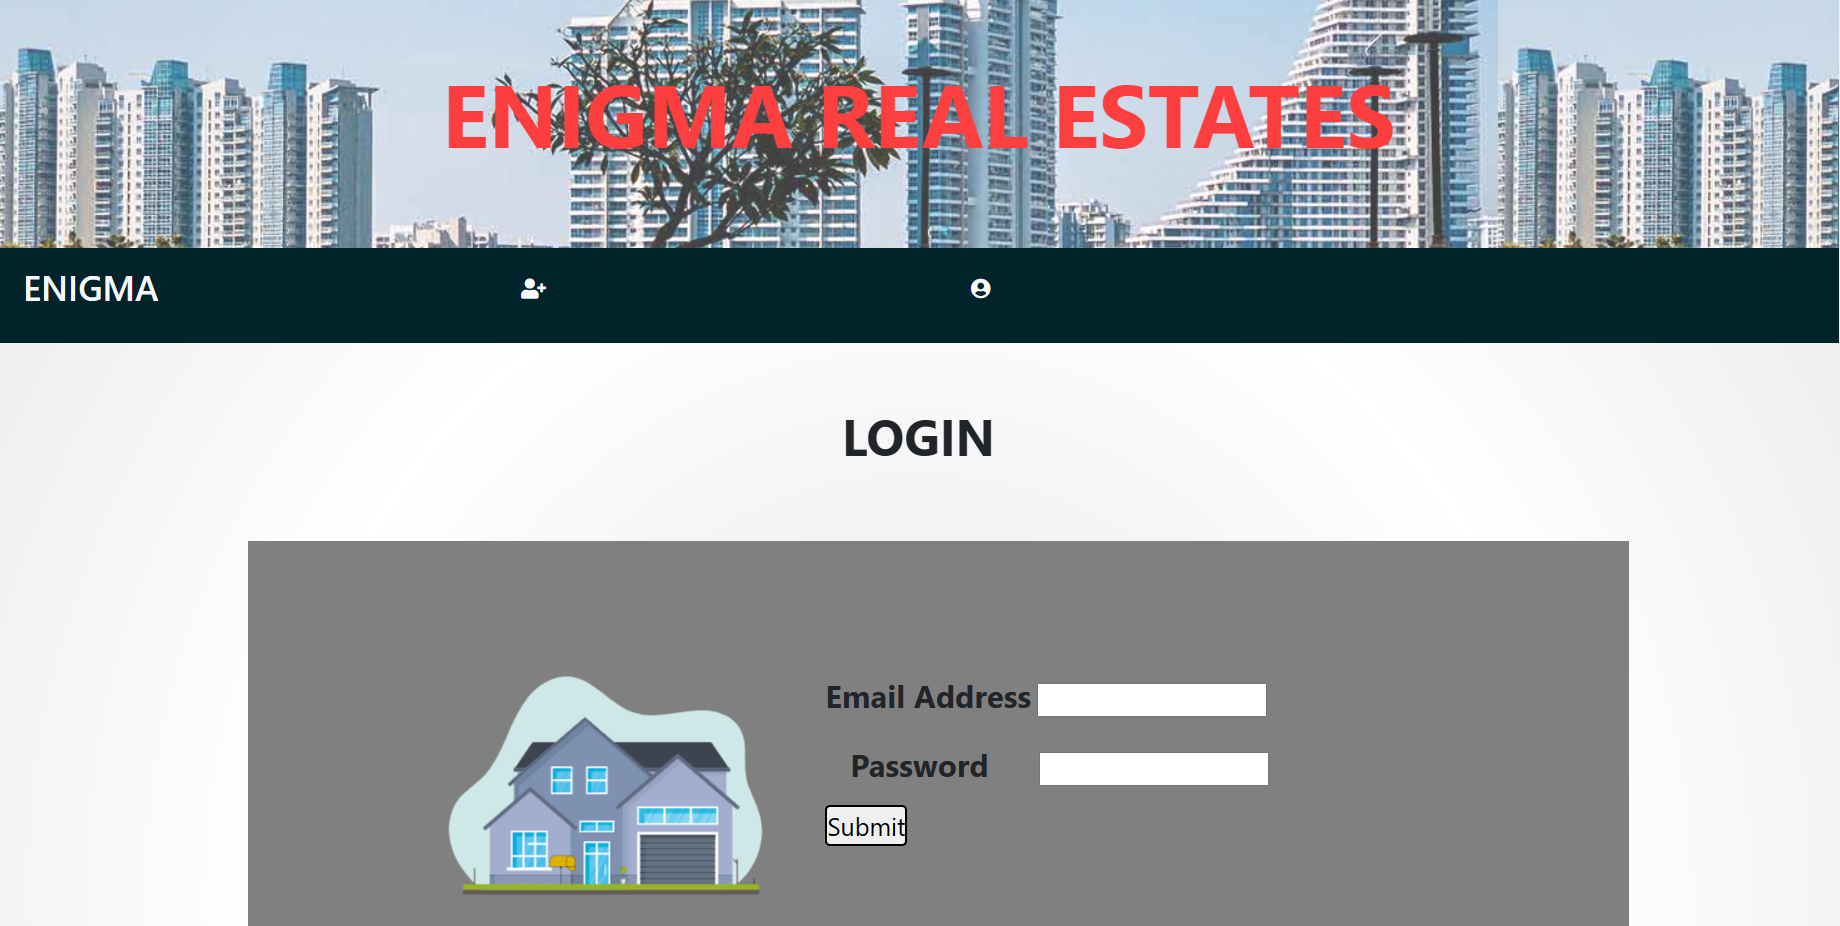 ENIGMA REAL ESTATES
ENIGMA
LOGIN
Email Address
Password
Submit